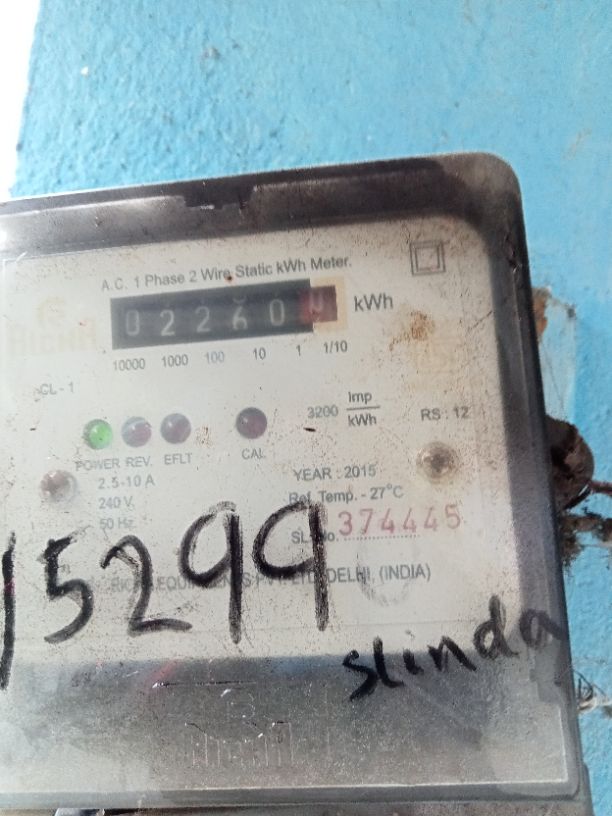 A.C. 1 Phase 2 Wire Static kWh Meter.
02260 kWh
10000 1000 100 10 1 1/10
CL-1
3200 Imp/kWh
RS : 12
POWER REV. EFLT CAL
2.5-10 A
240 V
50 Hz
YEAR : 2015
Ref. Temp. - 27°C
SL. No. 374445
DELHI, (INDIA)
15299
slinda